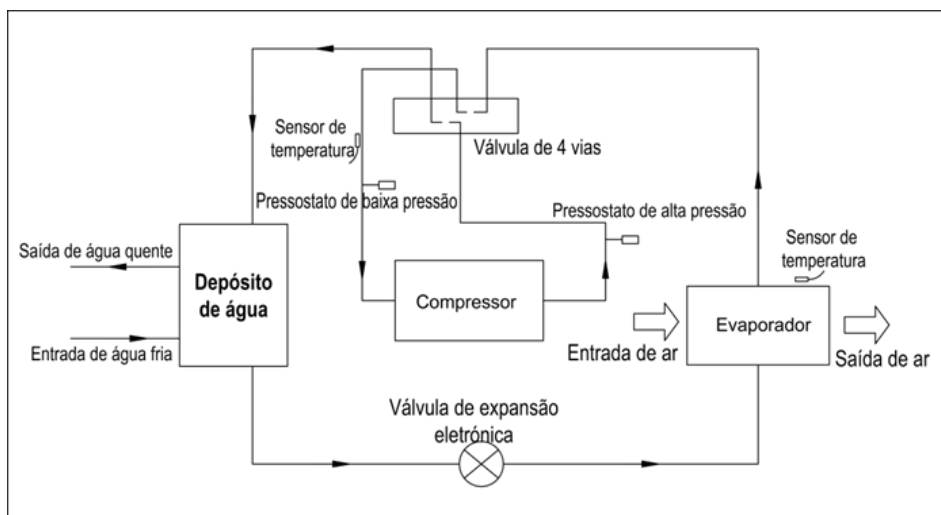 Sensor de
temperatura
Válvula de 4 vias
Pressostato de baixa pressão
Pressostato de alta pressão
Saída de água quente
Depósito
de água
Entrada de água fria
Compressor
Sensor de
temperatura
Entrada de ar
Evaporador
Saída de ar
Válvula de expansão
eletrónica